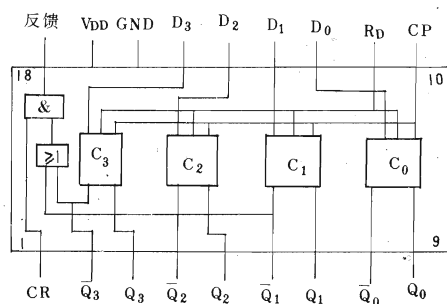 反馈 VDD GND D3 D2 D1 D0 RD CP
18 10
&
≥1 C3 C2 C1 C0
1 9
CR Q̄3 Q3 Q̄2 Q2 Q̄1 Q1 Q̄0 Q0